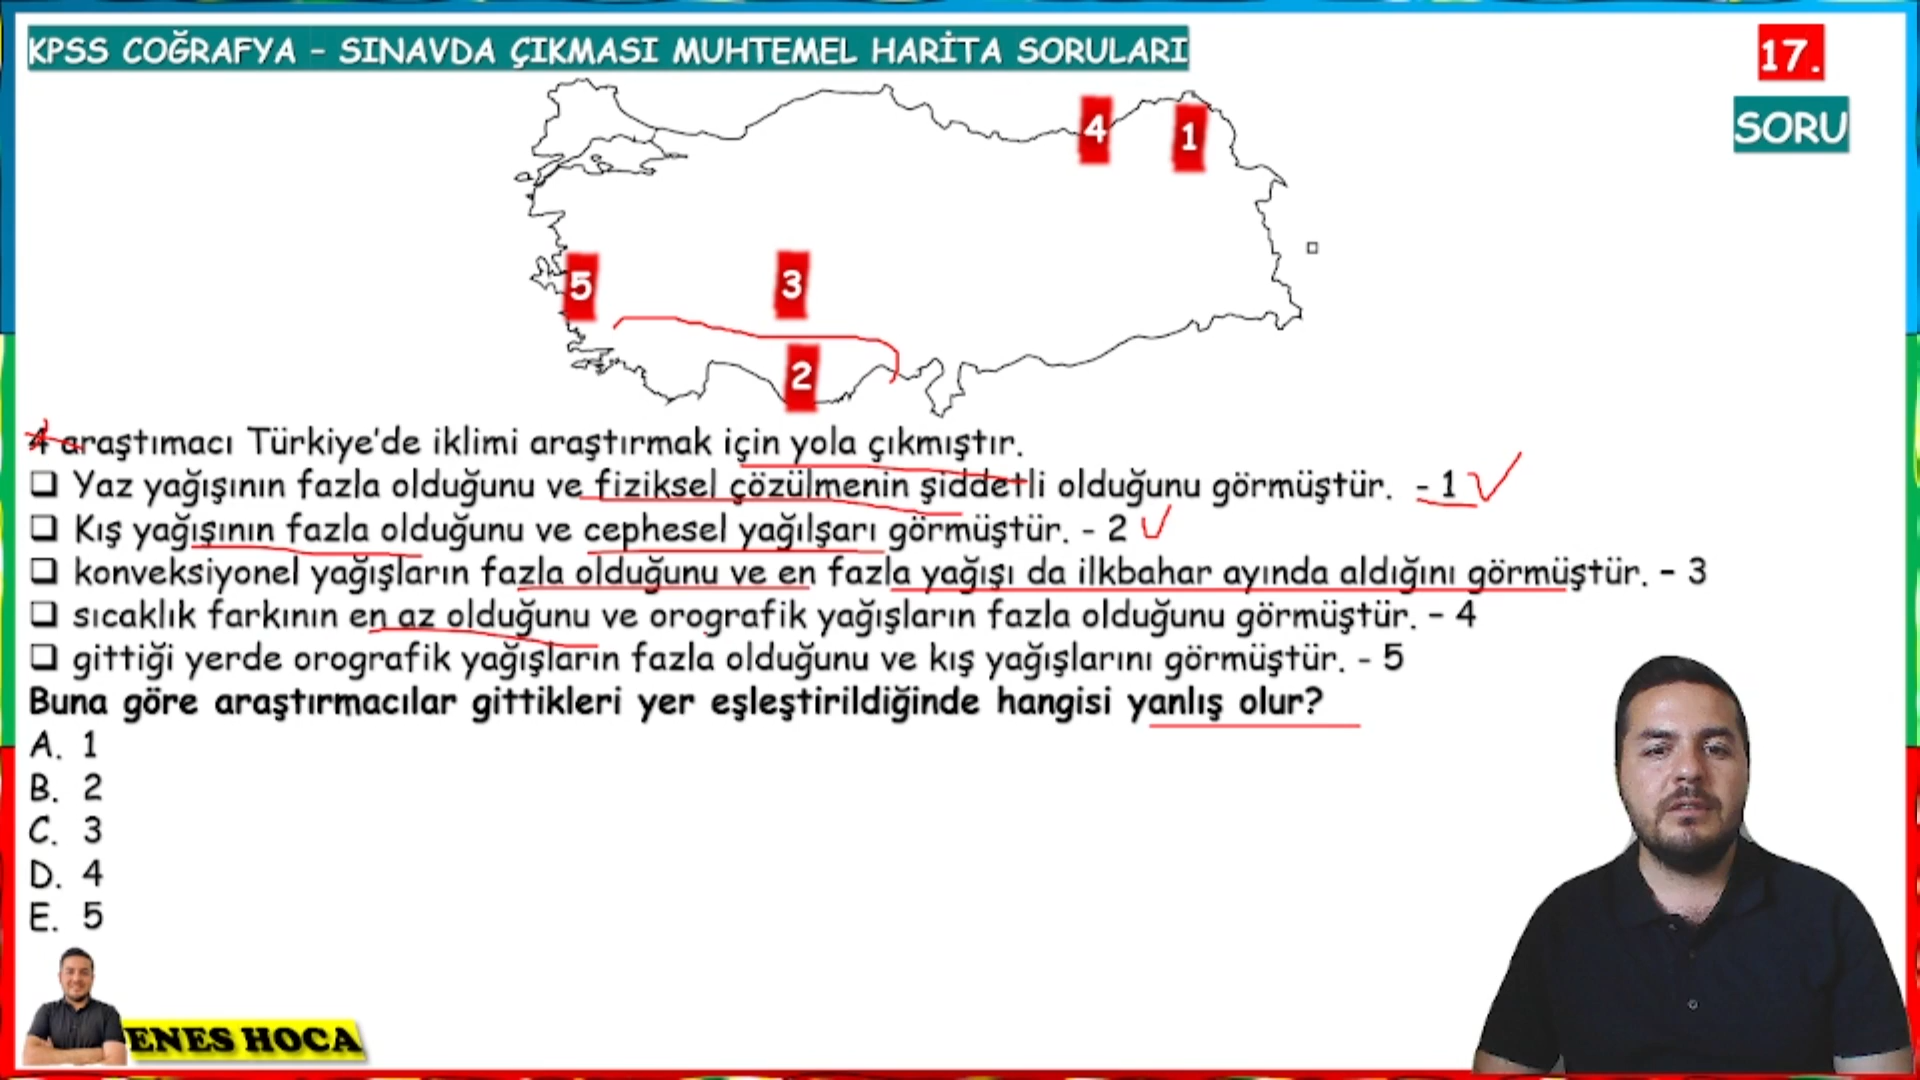 KPSS COĞRAFYA – SINAVDA ÇIKMASI MUHTEMEL HARİTA SORULARI
17.
SORU
4
1
5
3
2
4 araştımacı Türkiye'de iklimi araştırmak için yola çıkmıştır.
❑ Yaz yağışının fazla olduğunu ve fiziksel çözülmenin şiddetli olduğunu görmüştür. - 1
❑ Kış yağışının fazla olduğunu ve cephesel yağılşarı görmüştür. - 2
❑ konveksiyonel yağışların fazla olduğunu ve en fazla yağışı da ilkbahar ayında aldığını görmüştür. – 3
❑ sıcaklık farkının en az olduğunu ve orografik yağışların fazla olduğunu görmüştür. – 4
❑ gittiği yerde orografik yağışların fazla olduğunu ve kış yağışlarını görmüştür. - 5
Buna göre araştırmacılar gittikleri yer eşleştirildiğinde hangisi yanlış olur?
A. 1
B. 2
C. 3
D. 4
E. 5
ENES HOCA